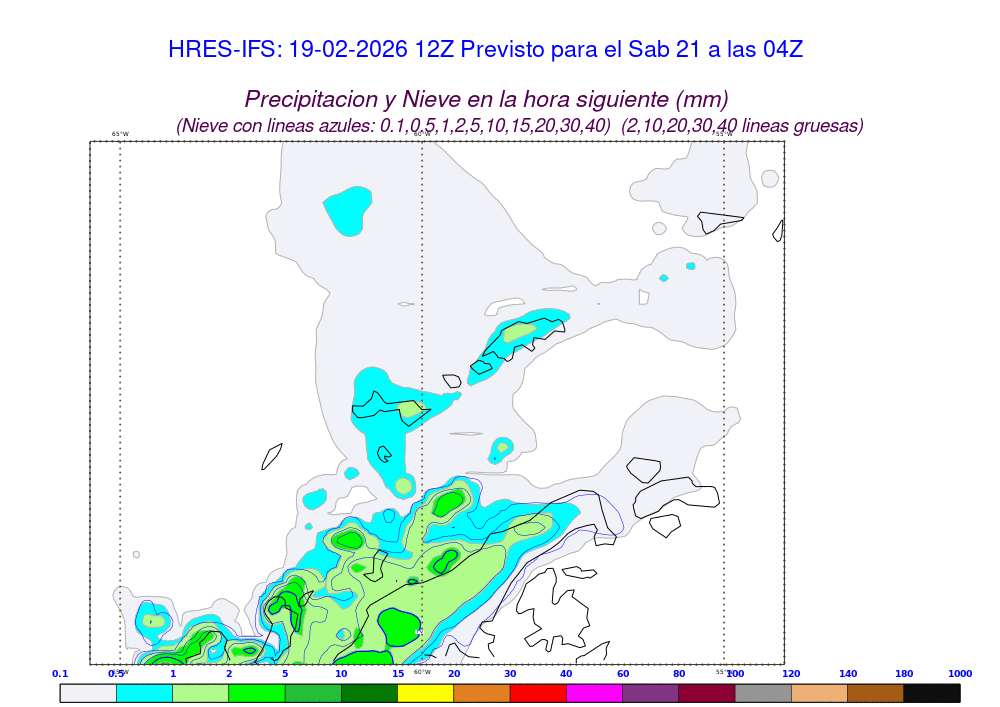 HRES-IFS: 19-02-2026 12Z Previsto para el Sab 21 a las 04Z
Precipitacion y Nieve en la hora siguiente (mm)
(Nieve con lineas azules: 0.1,0.5,1,2,5,10,15,20,30,40) (2,10,20,30,40 lineas gruesas)
65°W 60°W 55°W
65°W 60°W 55°W
0.1 0.5 1 2 5 10 15 20 30 40 60 80 100 120 140 180 1000